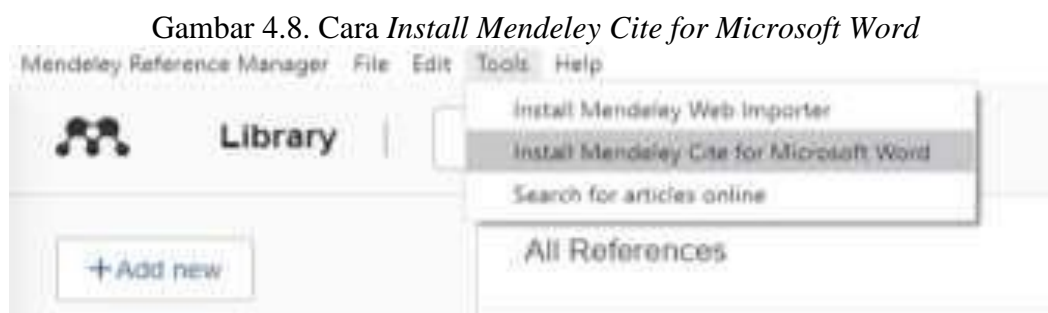 Gambar 4.8. Cara Install Mendeley Cite for Microsoft Word
Mendeley Reference Manager File Edit Tools Help
Install Mendeley Web Importer
Library
Install Mendeley Cite for Microsoft Word
Search for articles online
+Add new
All References